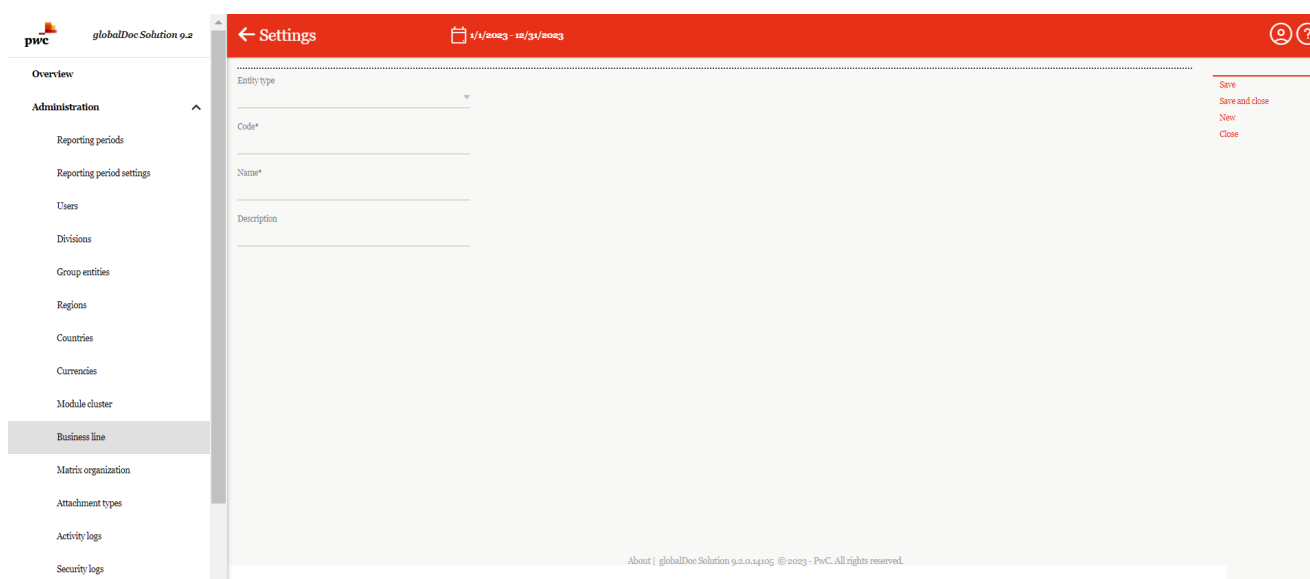 pwc
globalDoc Solution 9.2
Overview
Administration
Reporting periods
Reporting period settings
Users
Divisions
Group entities
Regions
Countries
Currencies
Module cluster
Business line
Matrix organization
Attachment types
Activity logs
Security logs
Settings
1/1/2023 - 12/31/2023
?
Entity type
Code*
Name*
Description
Save
Save and close
New
Close
About | globalDoc Solution 9.2.0.14105 © 2023 - PwC. All rights reserved.